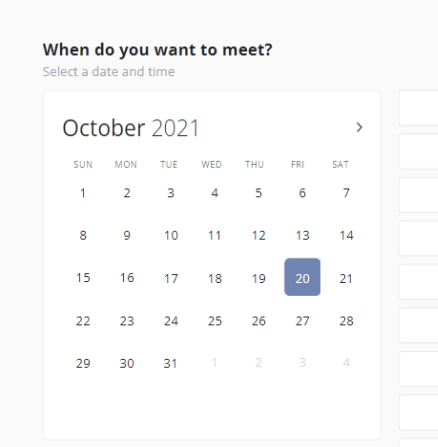 When do you want to meet?
Select a date and time
October 2021
SUN MON TUE WED THU FRI SAT
1 2 3 4 5 6 7
8 9 10 11 12 13 14
15 16 17 18 19 20 21
22 23 24 25 26 27 28
29 30 31 1 2 3 4